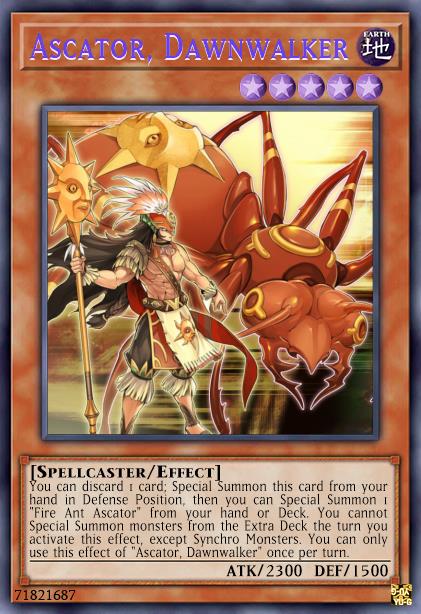 Ascator, Dawnwalker
EARTH
地
[Spellcaster/Effect]
You can discard 1 card; Special Summon this card from your
hand in Defense Position, then you can Special Summon 1
"Fire Ant Ascator" from your hand or Deck. You cannot
Special Summon monsters from the Extra Deck the turn you
activate this effect, except Synchro Monsters. You can only
use this effect of "Ascator, Dawnwalker" once per turn.
ATK/2300 DEF/1500
71821687